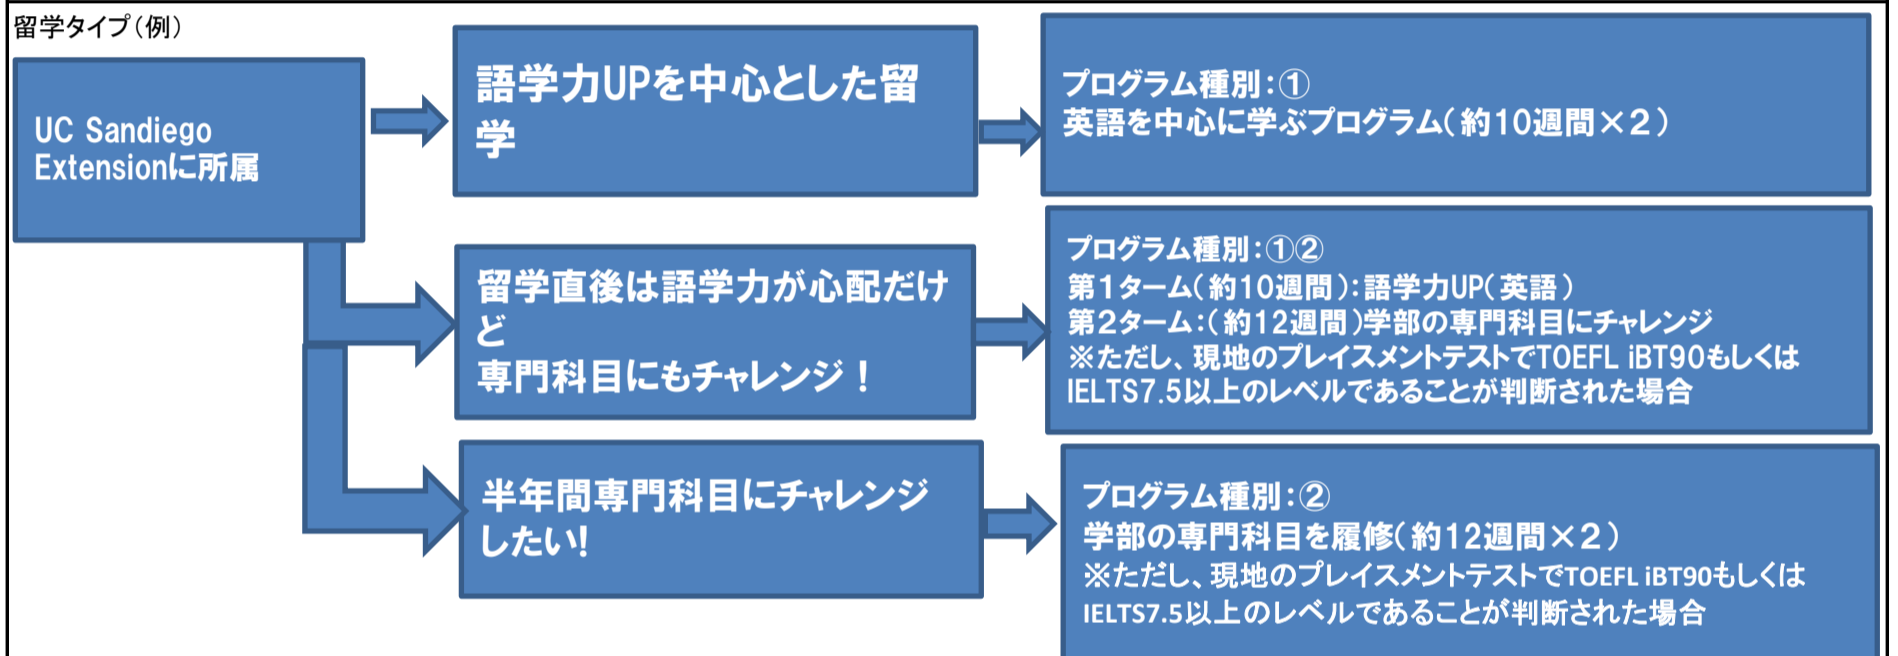 留学タイプ(例)
UC Sandiego
Extensionに所属
語学力UPを中心とした留
学
プログラム種別:①
英語を中心に学ぶプログラム(約10週間×2)
留学直後は語学力が心配だけ
ど
専門科目にもチャレンジ!
プログラム種別:①②
第1ターム(約10週間):語学力UP(英語)
第2ターム:(約12週間)学部の専門科目にチャレンジ
※ただし、現地のプレイスメントテストでTOEFL iBT90もしくは
IELTS7.5以上のレベルであることが判断された場合
半年間専門科目にチャレンジ
したい!
プログラム種別:②
学部の専門科目を履修(約12週間×2)
※ただし、現地のプレイスメントテストでTOEFL iBT90もしくは
IELTS7.5以上のレベルであることが判断された場合